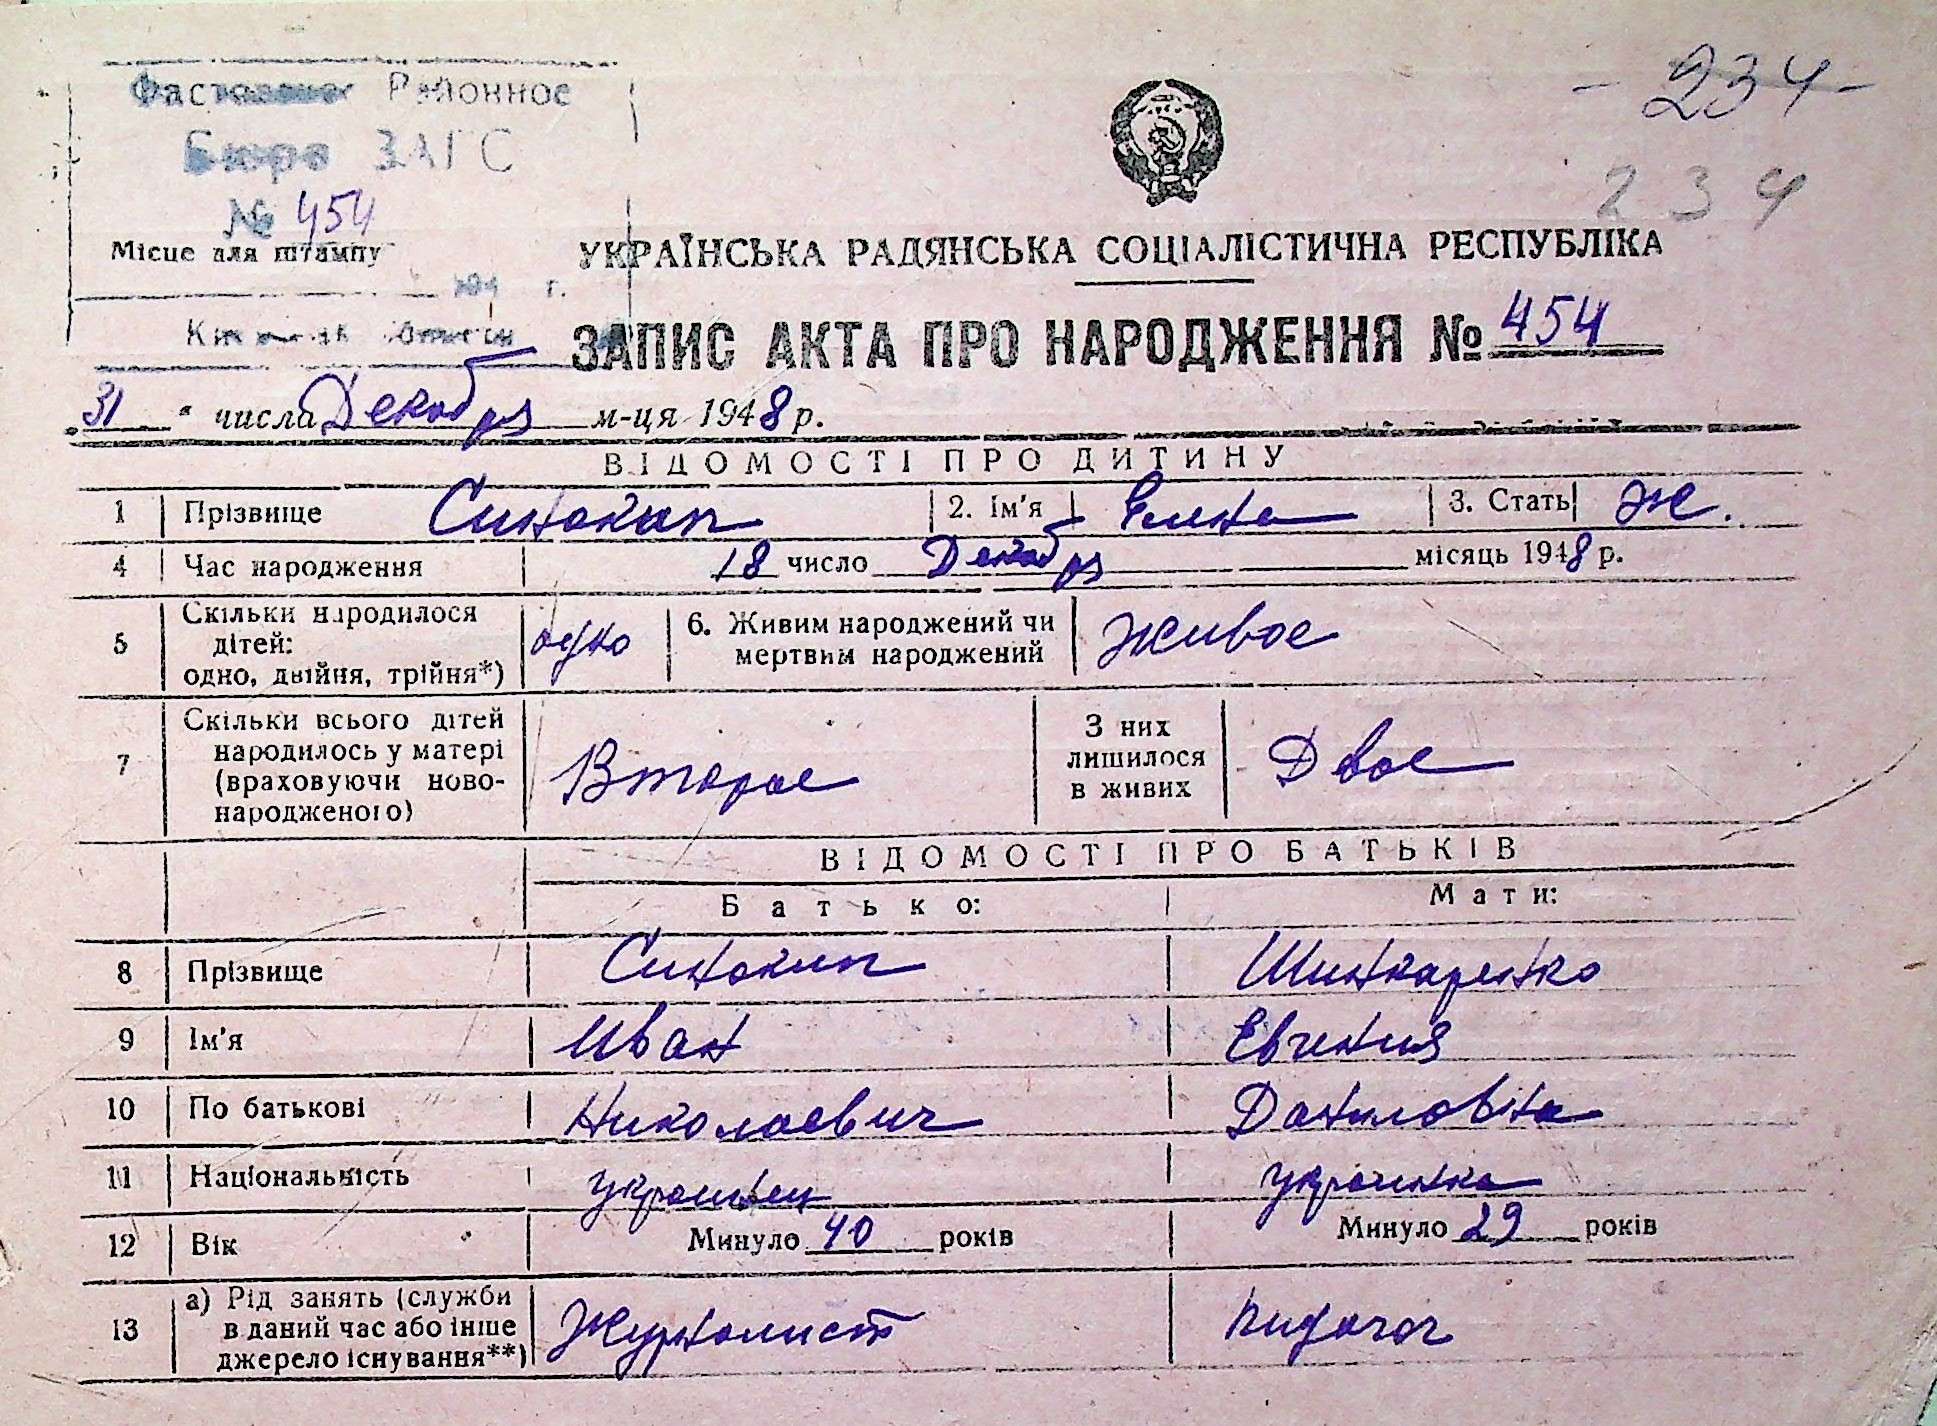 Фастовское Районное
Бюро ЗАГС
№ 454
Місце для штампу
194 г.
- 234 -
2 3 4
УКРАЇНСЬКА РАДЯНСЬКА СОЦІАЛІСТИЧНА РЕСПУБЛІКА
ЗАПИС АКТА ПРО НАРОДЖЕННЯ № 454
„31" числа Декабря м-ця 1948 р.
ВІДОМОСТІ ПРО ДИТИНУ
1 Прізвище Синокип 2. Ім'я Елена 3. Стать Ж.
4 Час народження 18 число Декабря місяць 1948 р.
5 Скільки народилося дітей: одно, двійня, трійня*) одно 6. Живим народжений чи мертвим народжений Живое
7 Скільки всього дітей народилось у матері (враховуючи новонародженого) Второе З них лишилося в живих Двое
ВІДОМОСТІ ПРО БАТЬКІВ
Батько: Мати:
8 Прізвище Синокип Шинкаренко
9 Ім'я Иван Евгения
10 По батькові Николаевич Даниловна
11 Національність украинец украинка
12 Вік Минуло 40 років Минуло 29 років
13 а) Рід занять (служби в даний час або інше джерело існування**) Журналист педагог